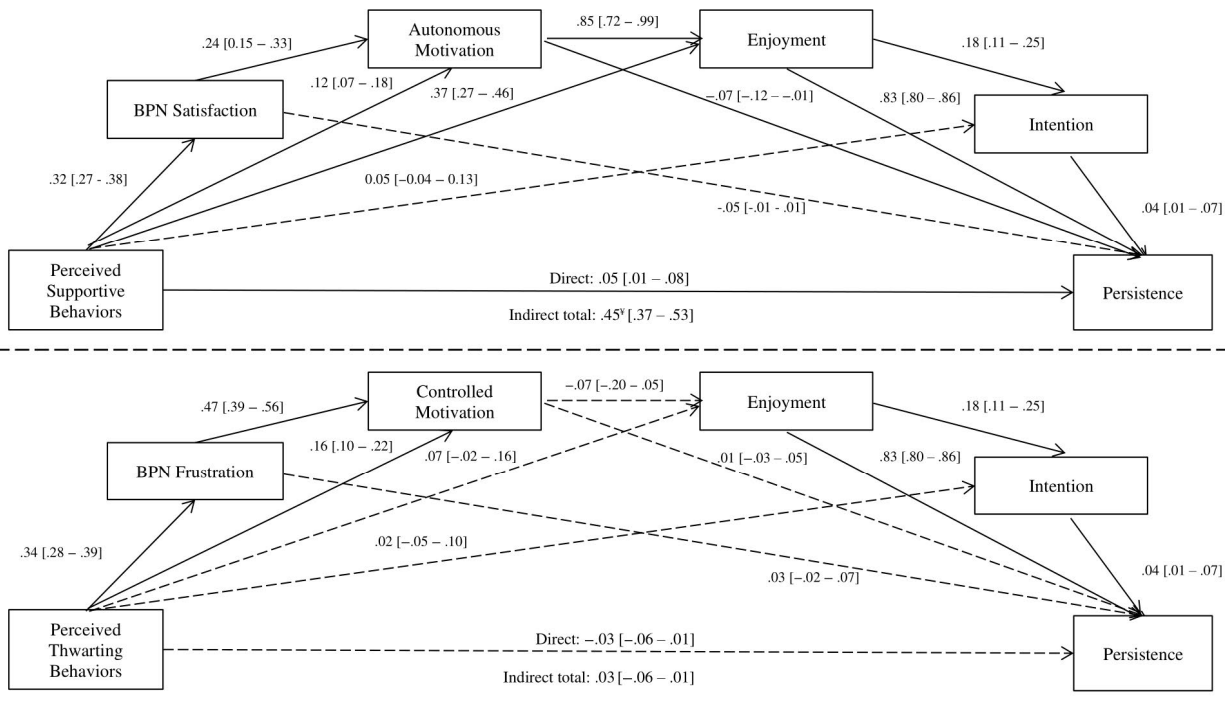 .85 [.72 – .99]
Autonomous
Motivation
Enjoyment
.24 [0.15 – .33]
.18 [.11 – .25]
.12 [.07 – .18]
.37 [.27 – .46]
–.07 [–.12 – –.01]
.83 [.80 – .86]
BPN Satisfaction
Intention
.32 [.27 - .38]
0.05 [–0.04 – 0.13]
-.05 [-.01 - .01]
.04 [.01 – .07]
Perceived
Supportive
Behaviors
Direct: .05 [.01 – .08]
Indirect total: .45¥ [.37 – .53]
Persistence
–.07 [–.20 – .05]
Controlled
Motivation
Enjoyment
.47 [.39 – .56]
.18 [.11 – .25]
.16 [.10 – .22]
.07 [–.02 – .16]
.01 [–.03 – .05]
.83 [.80 – .86]
BPN Frustration
Intention
.34 [.28 – .39]
.02 [–.05 – .10]
.03 [–.02 – .07]
.04 [.01 – .07]
Perceived
Thwarting
Behaviors
Direct: –.03 [–.06 – .01]
Indirect total: .03 [–.06 – .01]
Persistence